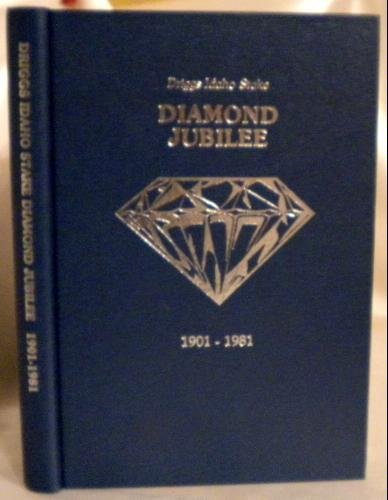 Driggs Idaho Stake
DIAMOND
JUBILEE
1901 - 1981
DRIGGS IDAHO STAKE DIAMOND JUBILEE 1901-1981